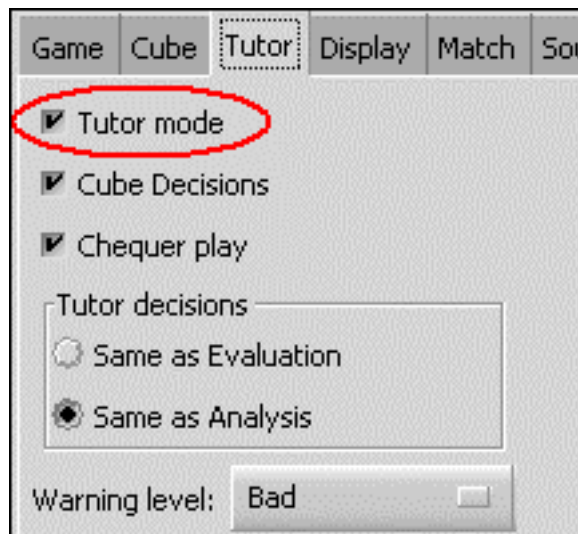 Game Cube Tutor Display Match Sou
Tutor mode
Cube Decisions
Chequer play
Tutor decisions
Same as Evaluation
Same as Analysis
Warning level: Bad